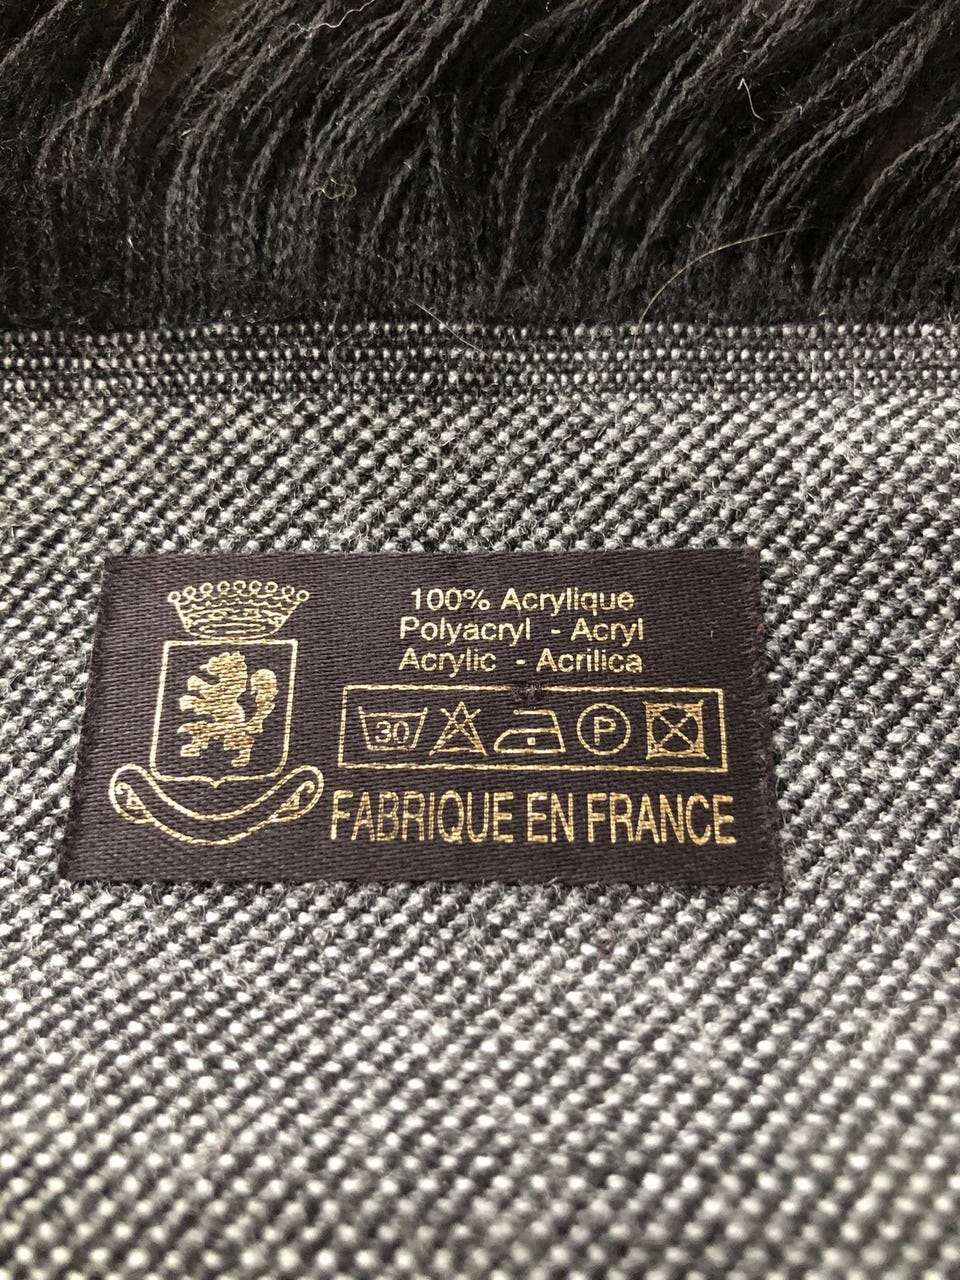 100% Acrylique
Polyacryl - Acryl
Acrylic - Acrilica
30 P
FABRIQUE EN FRANCE